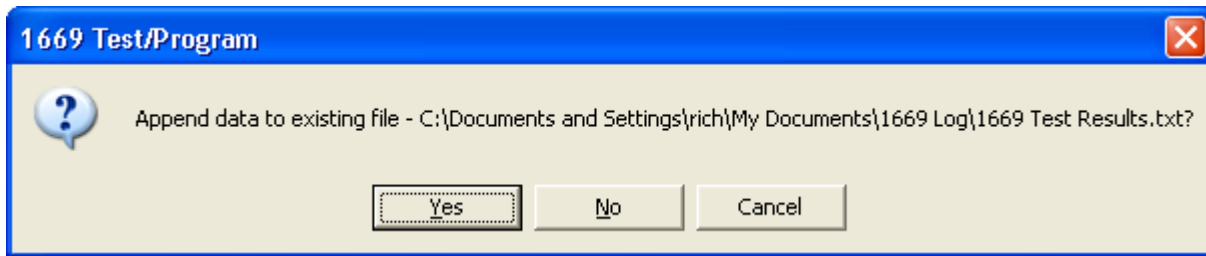 1669 Test/Program
Append data to existing file - C:\Documents and Settings\rich\My Documents\1669 Log\1669 Test Results.txt?
Yes No Cancel